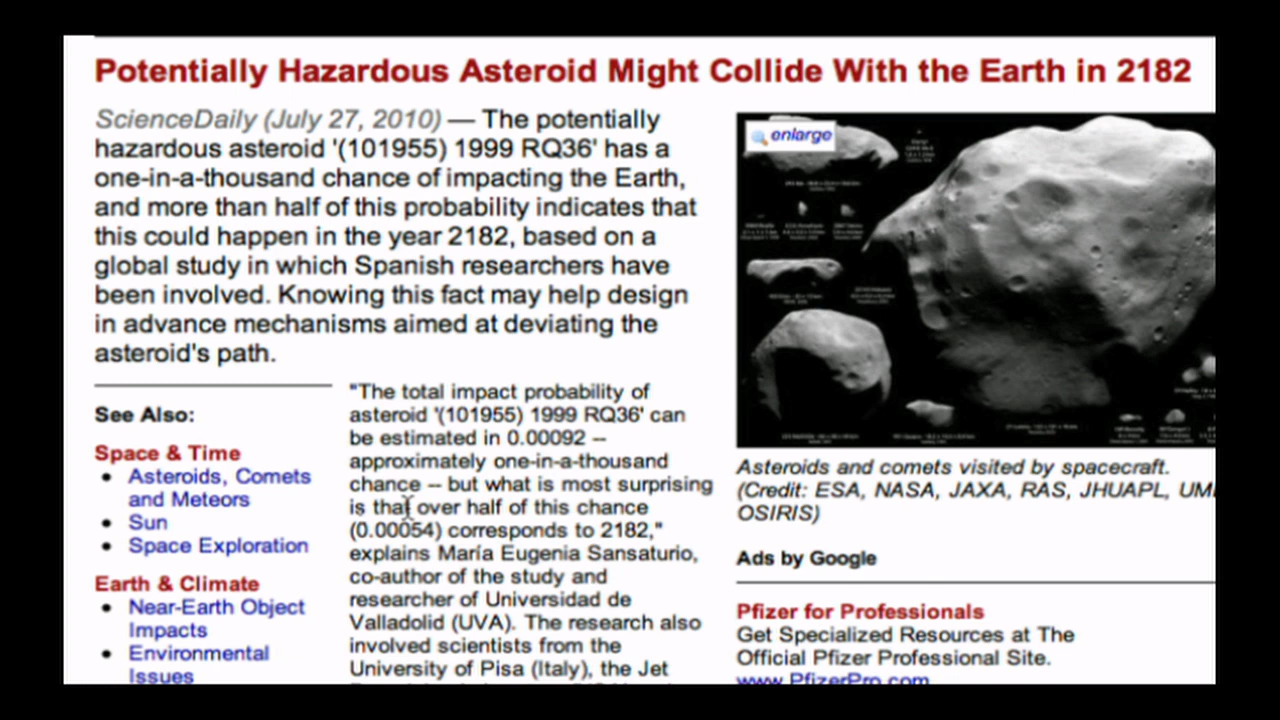 Potentially Hazardous Asteroid Might Collide With the Earth in 2182
ScienceDaily (July 27, 2010) — The potentially
hazardous asteroid '(101955) 1999 RQ36' has a
one-in-a-thousand chance of impacting the Earth,
and more than half of this probability indicates that
this could happen in the year 2182, based on a
global study in which Spanish researchers have
been involved. Knowing this fact may help design
in advance mechanisms aimed at deviating the
asteroid's path.
See Also:
Space & Time
• Asteroids, Comets
and Meteors
• Sun
• Space Exploration
Earth & Climate
• Near-Earth Object
Impacts
• Environmental
Issues
"The total impact probability of
asteroid '(101955) 1999 RQ36' can
be estimated in 0.00092 --
approximately one-in-a-thousand
chance -- but what is most surprising
is that over half of this chance
(0.00054) corresponds to 2182,"
explains María Eugenia Sansaturio,
co-author of the study and
researcher of Universidad de
Valladolid (UVA). The research also
involved scientists from the
University of Pisa (Italy), the Jet
enlarge
Asteroids and comets visited by spacecraft.
(Credit: ESA, NASA, JAXA, RAS, JHUAPL,
OSIRIS)
Ads by Google
Pfizer for Professionals
Get Specialized Resources at The
Official Pfizer Professional Site.
www.PfizerPro.com